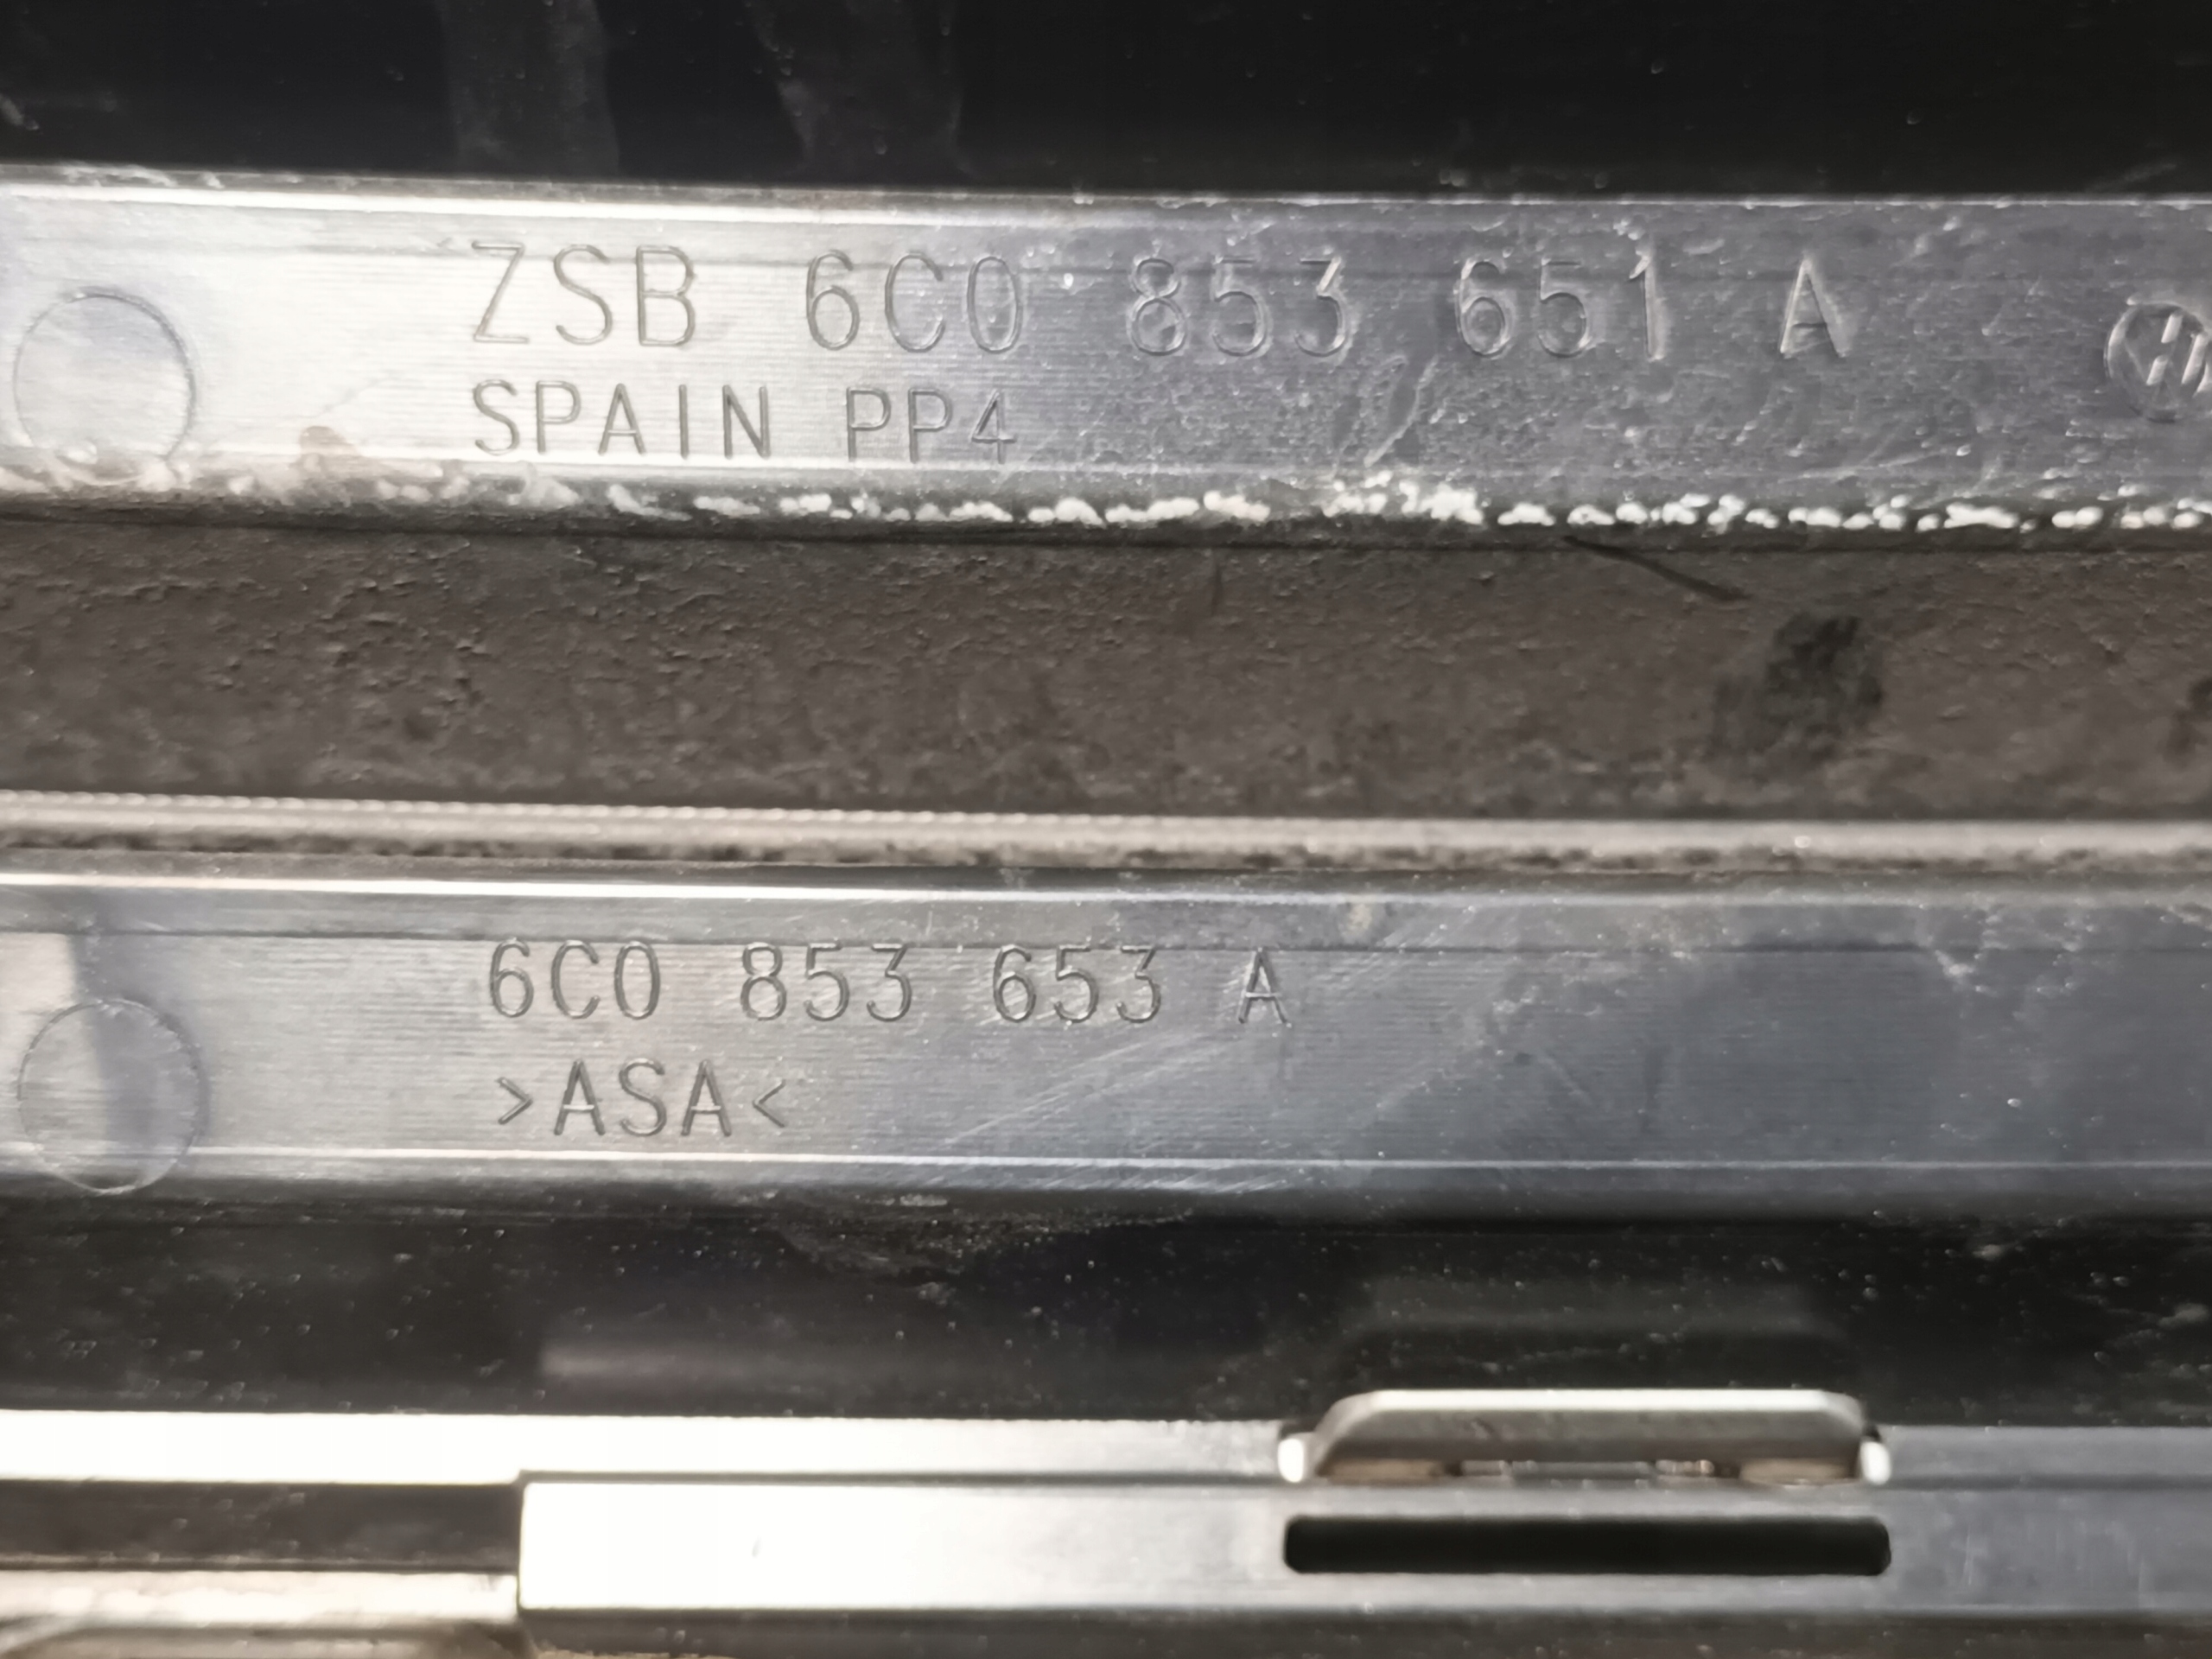 ZSB 6C0 853 651 A
SPAIN PP4
6C0 853 653 A
>ASA<